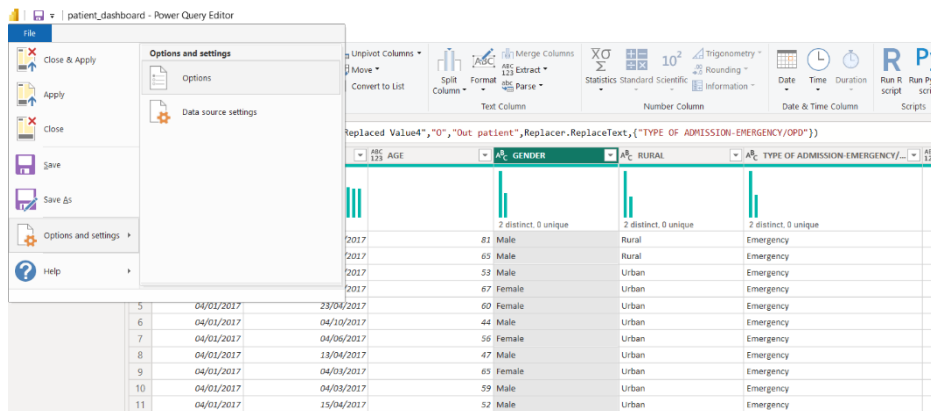 patient_dashboard - Power Query Editor
File
Close & Apply
Apply
Close
Save
Save As
Options and settings
Help
Options and settings
Options
Data source settings
Unpivot Columns
Move
Convert to List
Split Column
Format
Merge Columns
Extract
Parse
Text Column
Statistics Standard Scientific
Trigonometry
Rounding
Information
Number Column
Date Time Duration
Date & Time Column
Run R script
Run Py
scri
Scripts
Replaced Value4","O","Out patient",Replacer.ReplaceText,{"TYPE OF ADMISSION-EMERGENCY/OPD"})
ABC 123 AGE
ABC GENDER
ABC RURAL
ABC TYPE OF ADMISSION-EMERGENCY/...
2 distinct, 0 unique
2 distinct, 0 unique
2 distinct, 0 unique
/2017 81 Male Rural Emergency
/2017 65 Male Rural Emergency
/2017 53 Male Urban Emergency
/2017 67 Female Urban Emergency
5 04/01/2017 23/04/2017 60 Female Urban Emergency
6 04/01/2017 04/10/2017 44 Male Urban Emergency
7 04/01/2017 04/06/2017 56 Female Urban Emergency
8 04/01/2017 13/04/2017 47 Male Urban Emergency
9 04/01/2017 04/03/2017 65 Female Urban Emergency
10 04/01/2017 04/03/2017 59 Male Urban Emergency
11 04/01/2017 15/04/2017 52 Male Urban Emergency